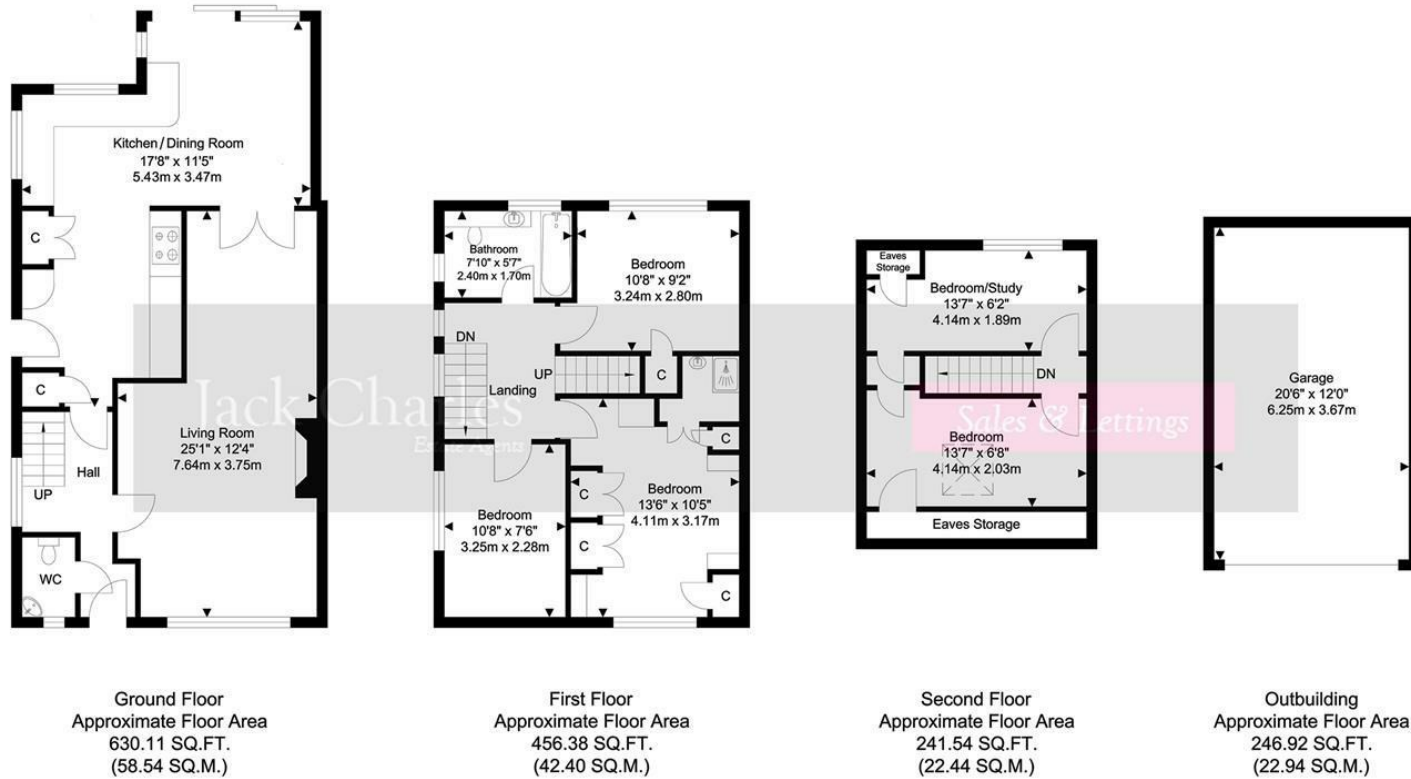 Kitchen / Dining Room
17'8" x 11'5"
5.43m x 3.47m
C
C
Living Room
25'1" x 12'4"
7.64m x 3.75m
Hall
UP
WC
Bathroom
7'10" x 5'7"
2.40m x 1.70m
Bedroom
10'8" x 9'2"
3.24m x 2.80m
DN
UP
C
Landing
C
Bedroom
13'6" x 10'5"
4.11m x 3.17m
C
C
C
Bedroom
10'8" x 7'6"
3.25m x 2.28m
Eaves
Storage
Bedroom/Study
13'7" x 6'2"
4.14m x 1.89m
DN
Bedroom
13'7" x 6'8"
4.14m x 2.03m
Eaves Storage
Garage
20'6" x 12'0"
6.25m x 3.67m
Jack Charles
Estate Agents
Sales & Lettings
Ground Floor
Approximate Floor Area
630.11 SQ.FT.
(58.54 SQ.M.)
First Floor
Approximate Floor Area
456.38 SQ.FT.
(42.40 SQ.M.)
Second Floor
Approximate Floor Area
241.54 SQ.FT.
(22.44 SQ.M.)
Outbuilding
Approximate Floor Area
246.92 SQ.FT.
(22.94 SQ.M.)